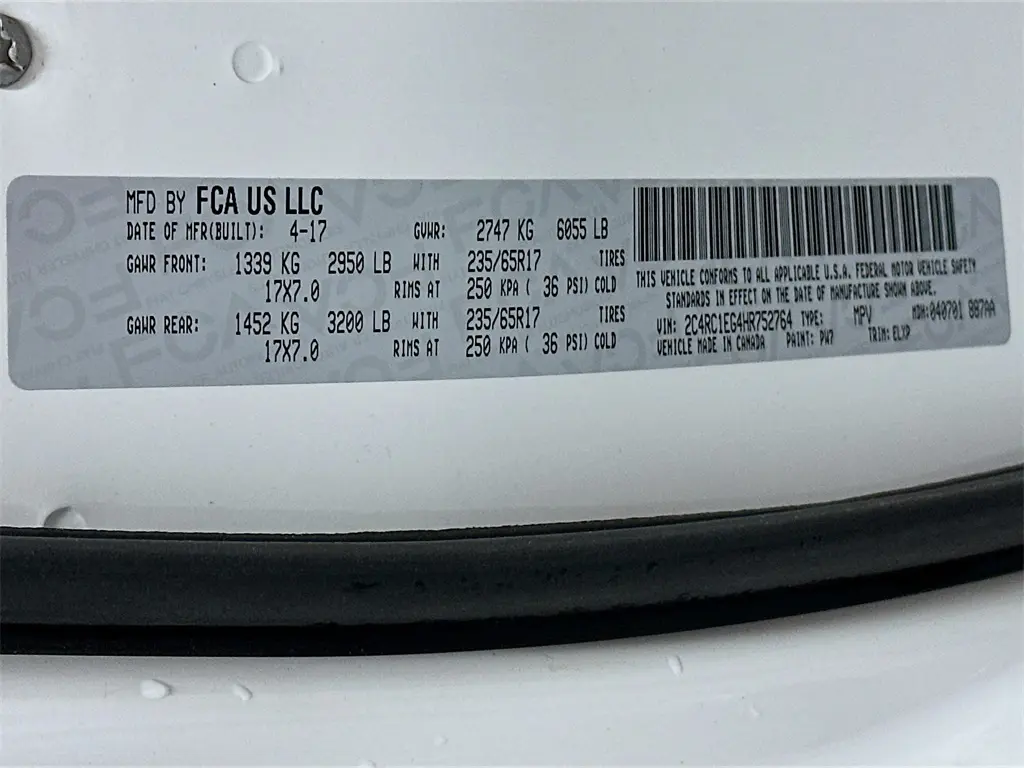 MFD BY FCA US LLC
DATE OF MFR(BUILT): 4-17 GVWR: 2747 KG 6055 LB
GAWR FRONT: 1339 KG 2950 LB WITH 235/65R17 TIRES
17X7.0 RIMS AT 250 KPA ( 36 PSI) COLD
GAWR REAR: 1452 KG 3200 LB WITH 235/65R17 TIRES
17X7.0 RIMS AT 250 KPA ( 36 PSI) COLD
THIS VEHICLE CONFORMS TO ALL APPLICABLE U.S.A. FEDERAL MOTOR VEHICLE SAFETY
STANDARDS IN EFFECT ON THE DATE OF MANUFACTURE SHOWN ABOVE.
VIN: 2C4RC1EG4HR752764 TYPE: MPV MDH:040701 887AA
VEHICLE MADE IN CANADA PAINT: PW7 TRIM: ELXP